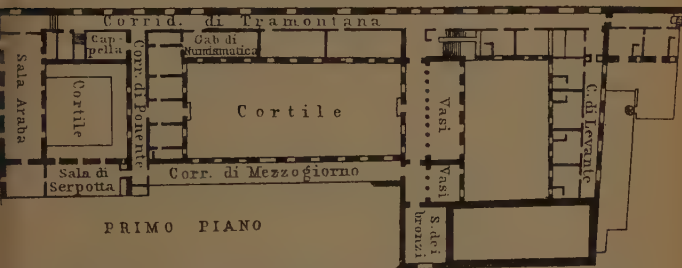 Corrid. di Tramontana
Cap-
pella
Gab. di
Numismatica
Sala Araba
Cortile
Corr. di Ponente
Cortile
Vasi
C. di Levante
Vasi
Sala di
Serpotta
Corr. di Mezzogiorno
S. dei
bronzi
PRIMO PIANO